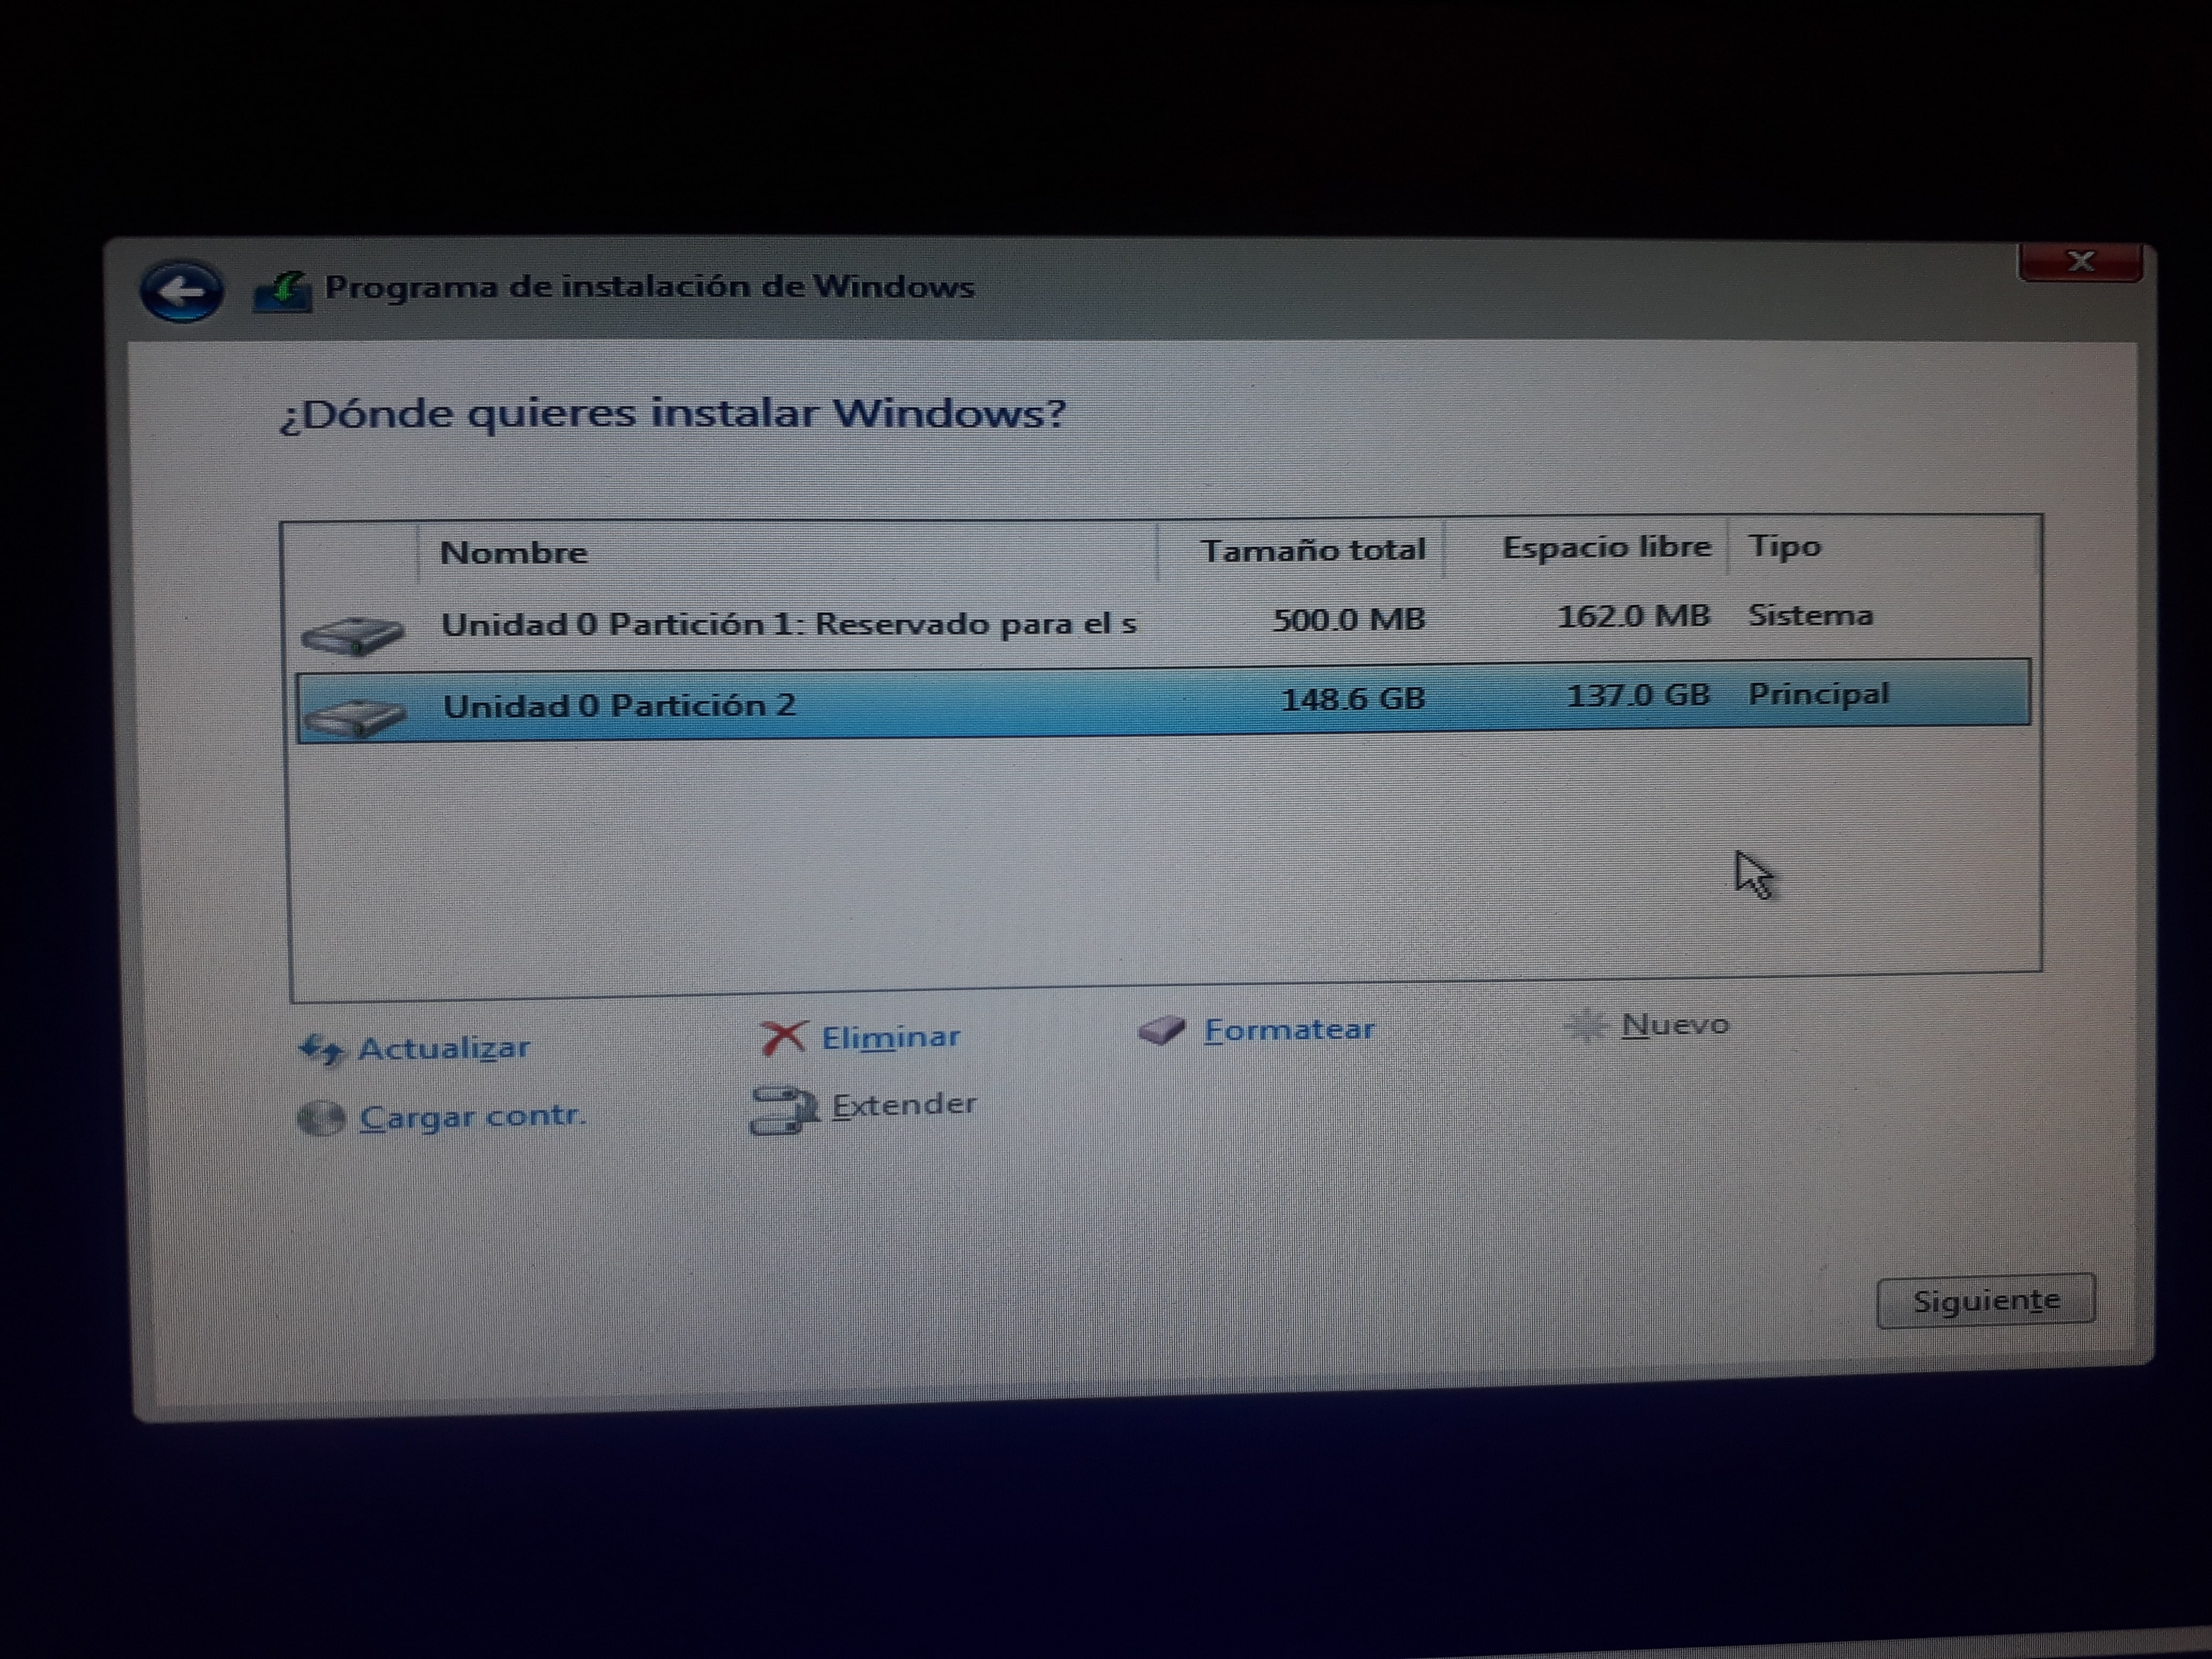 Programa de instalación de Windows
¿Dónde quieres instalar Windows?
Nombre Tamaño total Espacio libre Tipo
Unidad 0 Partición 1: Reservado para el s 500.0 MB 162.0 MB Sistema
Unidad 0 Partición 2 148.6 GB 137.0 GB Principal
Actualizar Eliminar Formatear Nuevo
Cargar contr. Extender
Siguiente